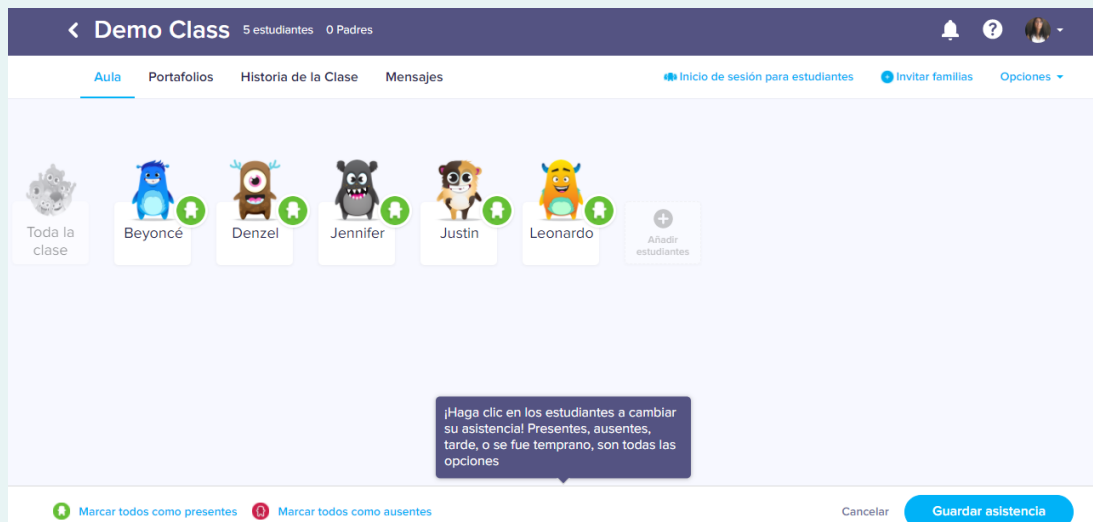 Demo Class 5 estudiantes 0 Padres
Aula Portafolios Historia de la Clase Mensajes Inicio de sesión para estudiantes Invitar familias Opciones
Toda la
clase
Beyoncé
Denzel
Jennifer
Justin
Leonardo
Añadir
estudiantes
¡Haga clic en los estudiantes a cambiar
su asistencia! Presentes, ausentes,
tarde, o se fue temprano, son todas las
opciones
Marcar todos como presentes Marcar todos como ausentes Cancelar Guardar asistencia